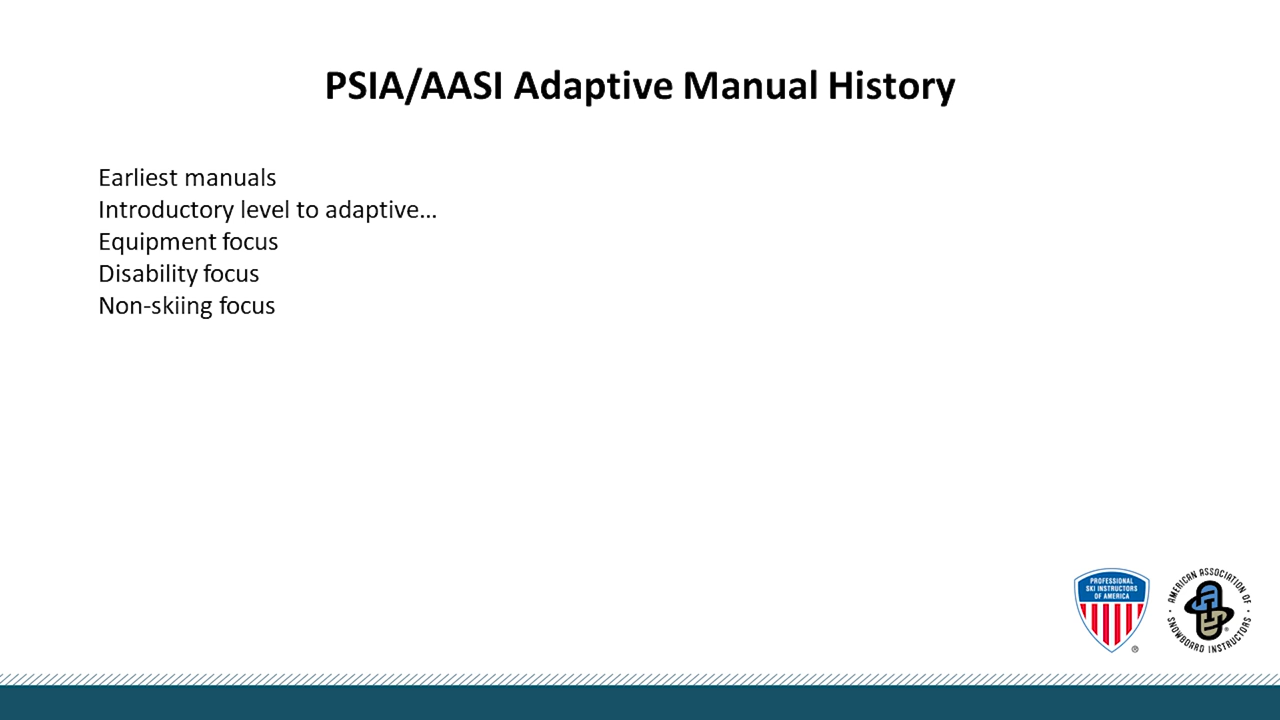 PSIA/AASI Adaptive Manual History
Earliest manuals
Introductory level to adaptive…
Equipment focus
Disability focus
Non-skiing focus
PROFESSIONAL
SKI INSTRUCTORS
OF AMERICA
®
AMERICAN ASSOCIATION OF
SNOWBOARD INSTRUCTORS
®